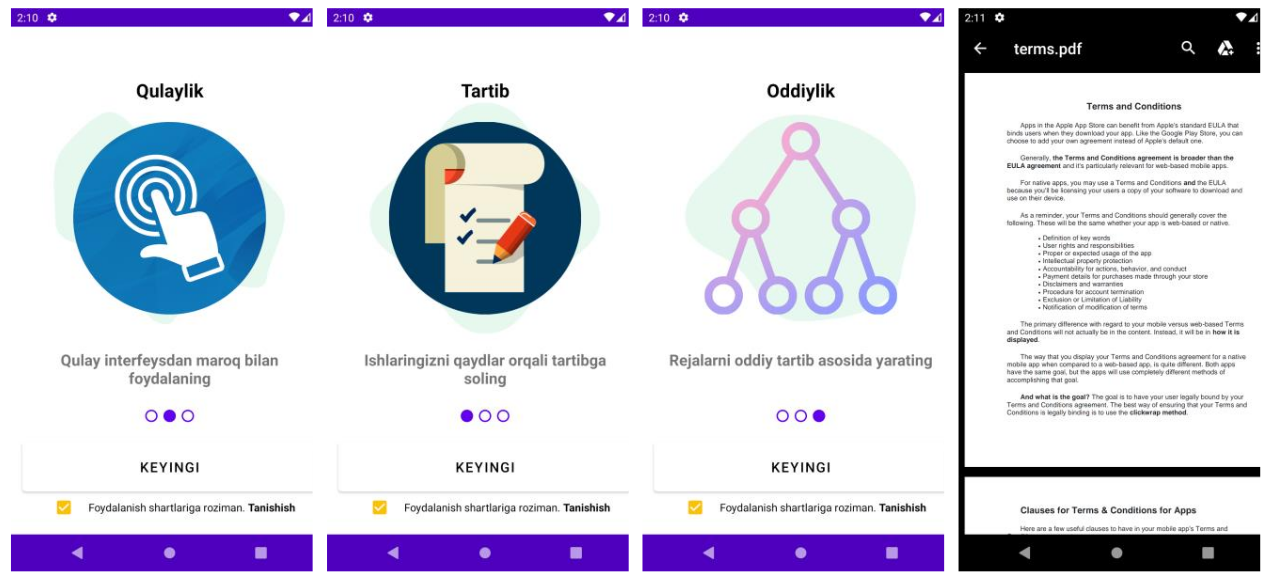 2:10
Qulaylik
Qulay interfeysdan maroq bilan
foydalaning
KEYINGI
Foydalanish shartlariga roziman. Tanishish
2:10
Tartib
Ishlaringizni qaydlar orqali tartibga
soling
KEYINGI
Foydalanish shartlariga roziman. Tanishish
2:10
Oddiylik
Rejalarni oddiy tartib asosida yarating
KEYINGI
Foydalanish shartlariga roziman. Tanishish
2:11
terms.pdf
Terms and Conditions
Apps in the Apple App Store can benefit from Apple's standard EULA that
binds users when they download your app. Like the Google Play Store, you can
choose to add your own agreement instead of Apple's default one.
Generally, the Terms and Conditions agreement is broader than the
EULA agreement and it's particularly relevant for web-based mobile apps.
For native apps, you may use a Terms and Conditions and the EULA
because you'll be licensing your users a copy of your software to download and
use on their device.
As a reminder, your Terms and Conditions should generally cover the
following. These will be the same whether your app is web-based or native.
• Definition of key words
• User rights and responsibilities
• Proper or expected usage of the app
• Intellectual property protection
• Accountability for actions, behavior, and conduct
• Payment details for purchases made through your store
• Disclaimers and warranties
• Procedure for account termination
• Exclusion or Limitation of Liability
• Notification of modification of terms
The primary difference with regard to your mobile versus web-based Terms
and Conditions will not actually be in the content. Instead, it will be in how it is
displayed.
The way that you display your Terms and Conditions agreement for a native
mobile app when compared to a web-based app, is quite different. Both apps
have the same goal, but the apps will use completely different methods of
accomplishing that goal.
And what is the goal? The goal is to have your user legally bound by your
Terms and Conditions agreement. The best way of ensuring that your Terms and
Conditions is legally binding is to use the clickwrap method.
Clauses for Terms & Conditions for Apps
Here are a few useful clauses to have in your mobile app's Terms and